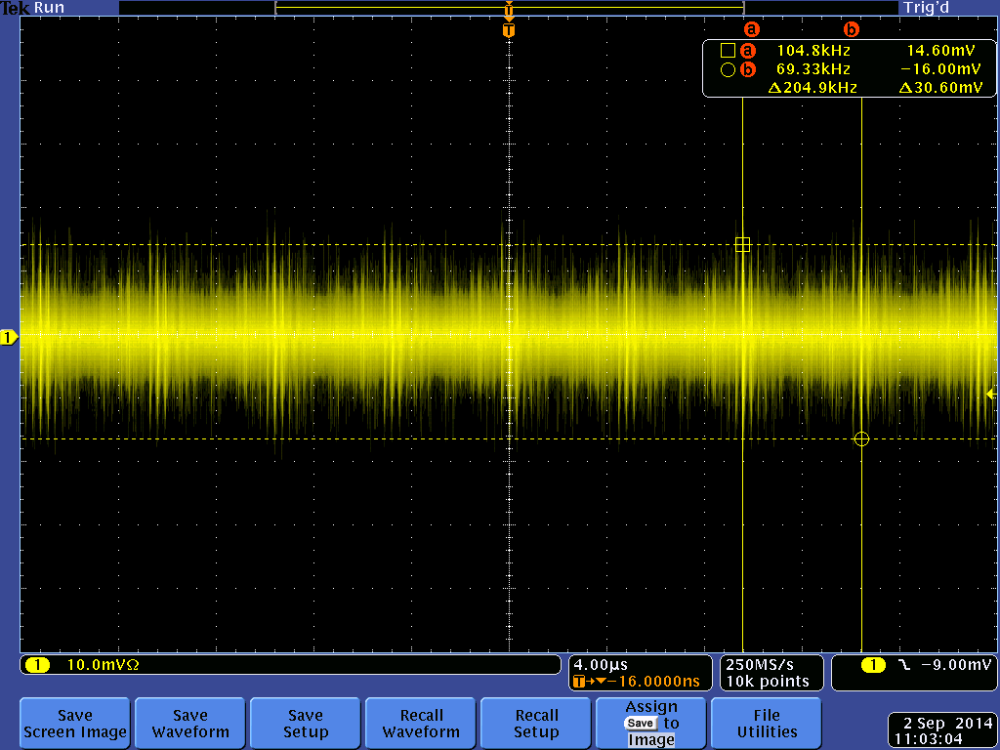 Tek Run Trig'd
T
T
a b
a 104.8kHz 14.60mV
b 69.33kHz −16.00mV
Δ204.9kHz Δ30.60mV
1
1 10.0mVΩ
4.00µs
T→▼−16.0000ns
250MS/s
10k points
1 −9.00mV
Save
Screen Image
Save
Waveform
Save
Setup
Recall
Waveform
Recall
Setup
Assign
Save to
Image
File
Utilities
2 Sep 2014
11:03:04